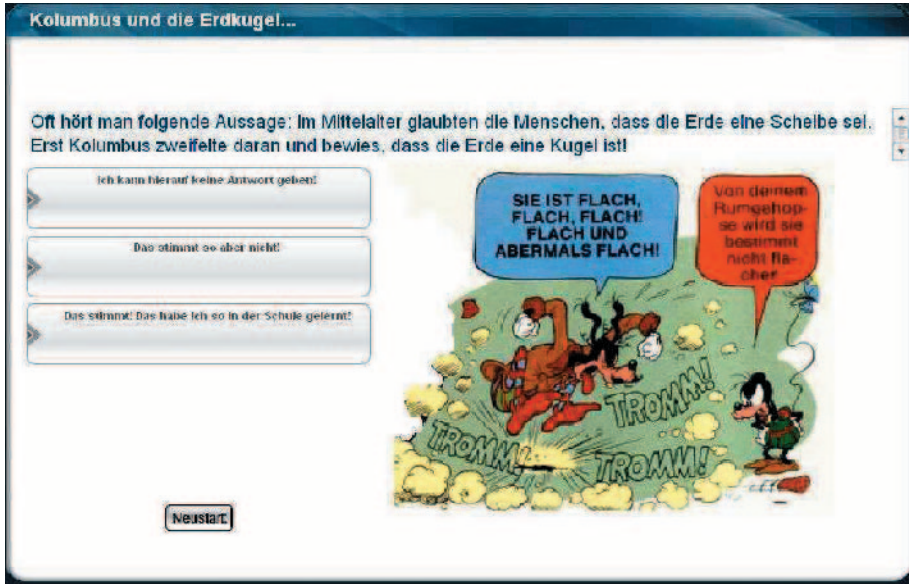 Kolumbus und die Erdkugel...
Oft hört man folgende Aussage: Im Mittelalter glaubten die Menschen, dass die Erde eine Scheibe sei.
Erst Kolumbus zweifelte daran und bewies, dass die Erde eine Kugel ist!
Ich kann hierauf keine Antwort geben!
Das stimmt so aber nicht!
Das stimmt! Das habe ich so in der Schule gelernt!
SIE IST FLACH,
FLACH, FLACH!
FLACH UND
ABERMALS FLACH!
Von deinem
Rumgehop-
se wird sie
bestimmt
nicht fla-
cher
TROMM!
TROMM!
TROMM!
Neustart